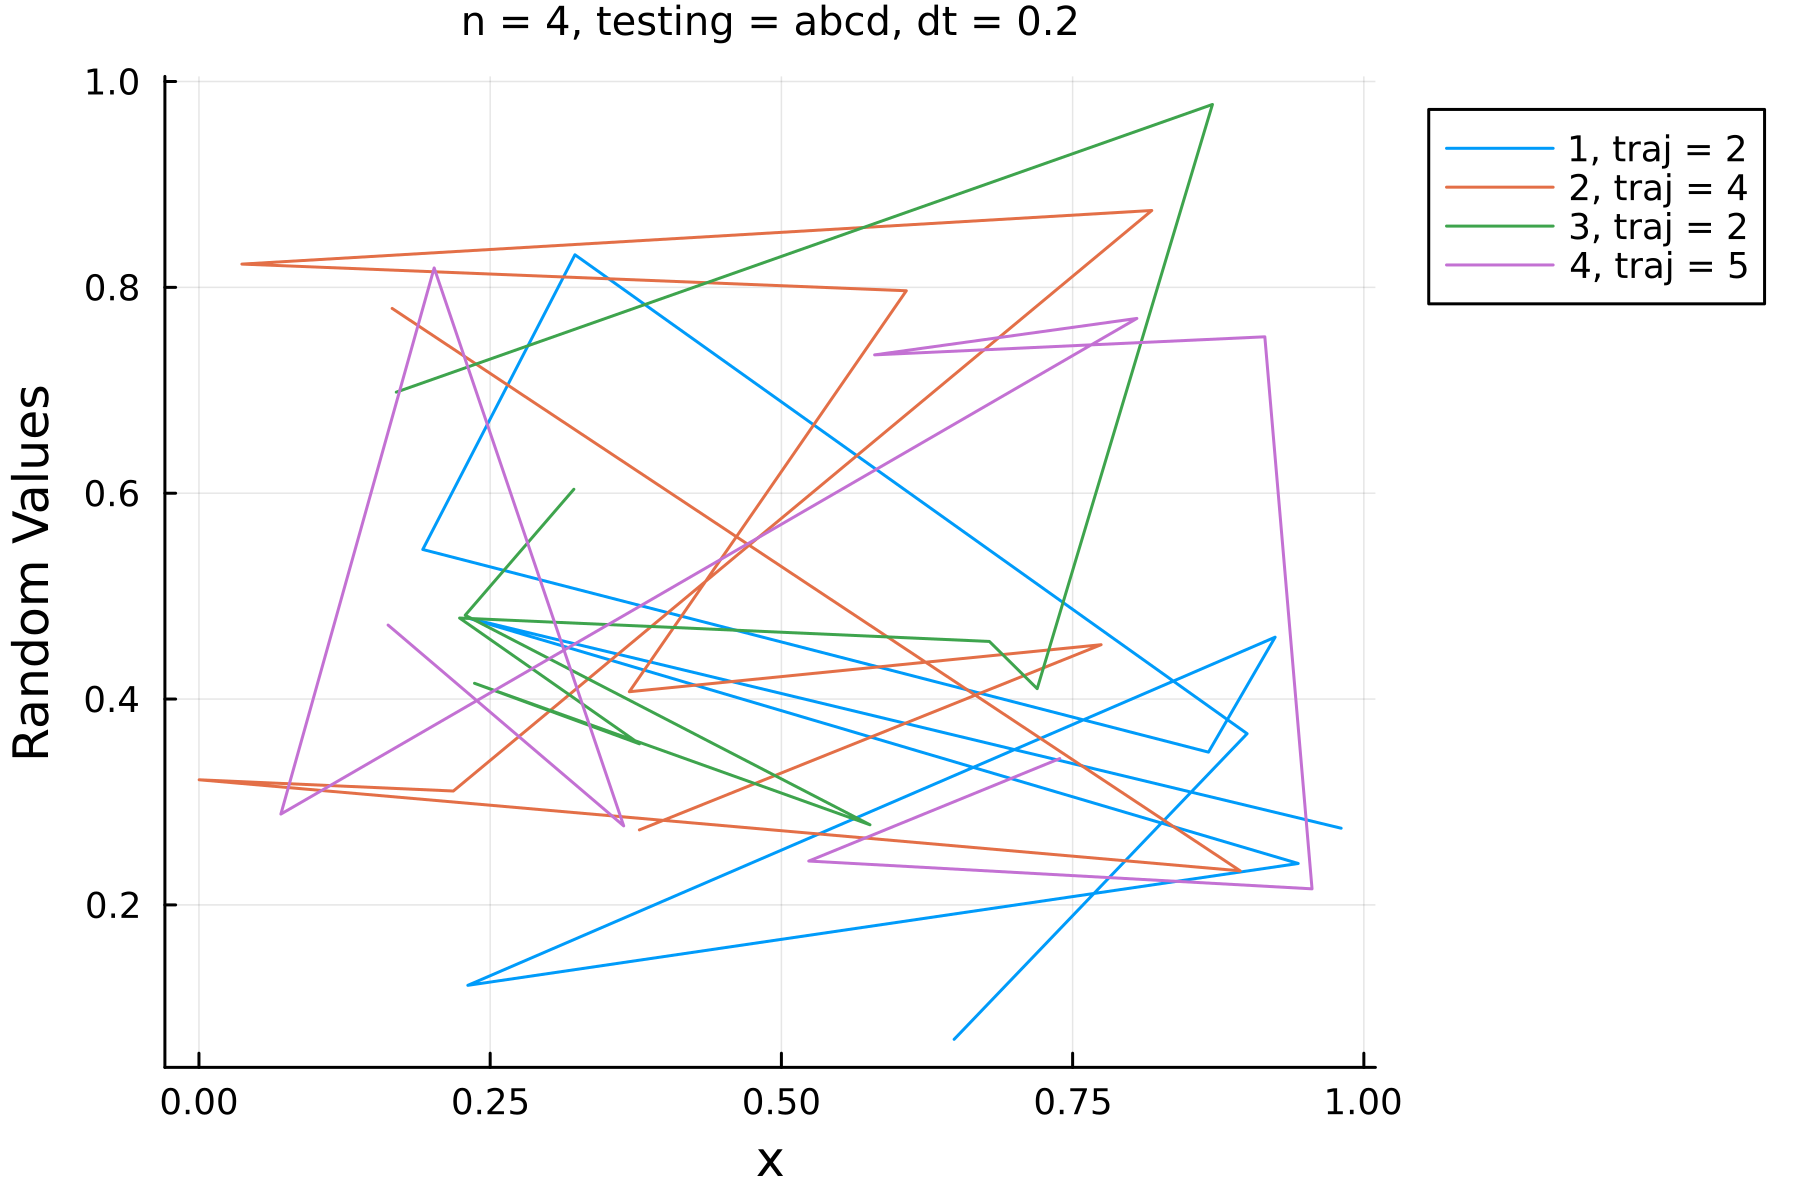 n = 4, testing = abcd, dt = 0.2
1.0
0.8
0.6
0.4
0.2
Random Values
0.00 0.25 0.50 0.75 1.00
x
1, traj = 2
2, traj = 4
3, traj = 2
4, traj = 5